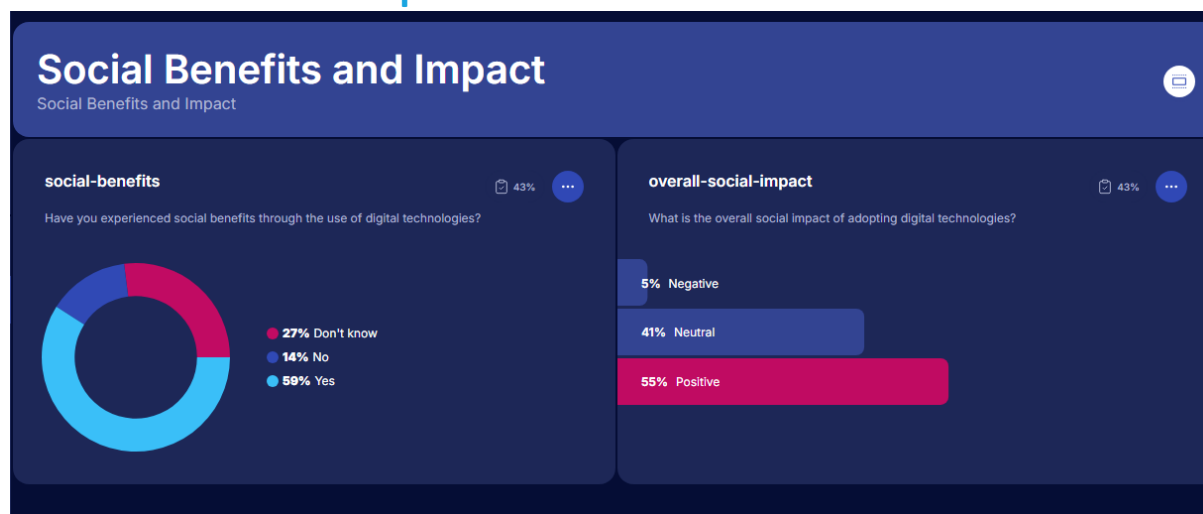 Social Benefits and Impact
Social Benefits and Impact
social-benefits
43%
Have you experienced social benefits through the use of digital technologies?
27% Don't know
14% No
59% Yes
overall-social-impact
43%
What is the overall social impact of adopting digital technologies?
5% Negative
41% Neutral
55% Positive